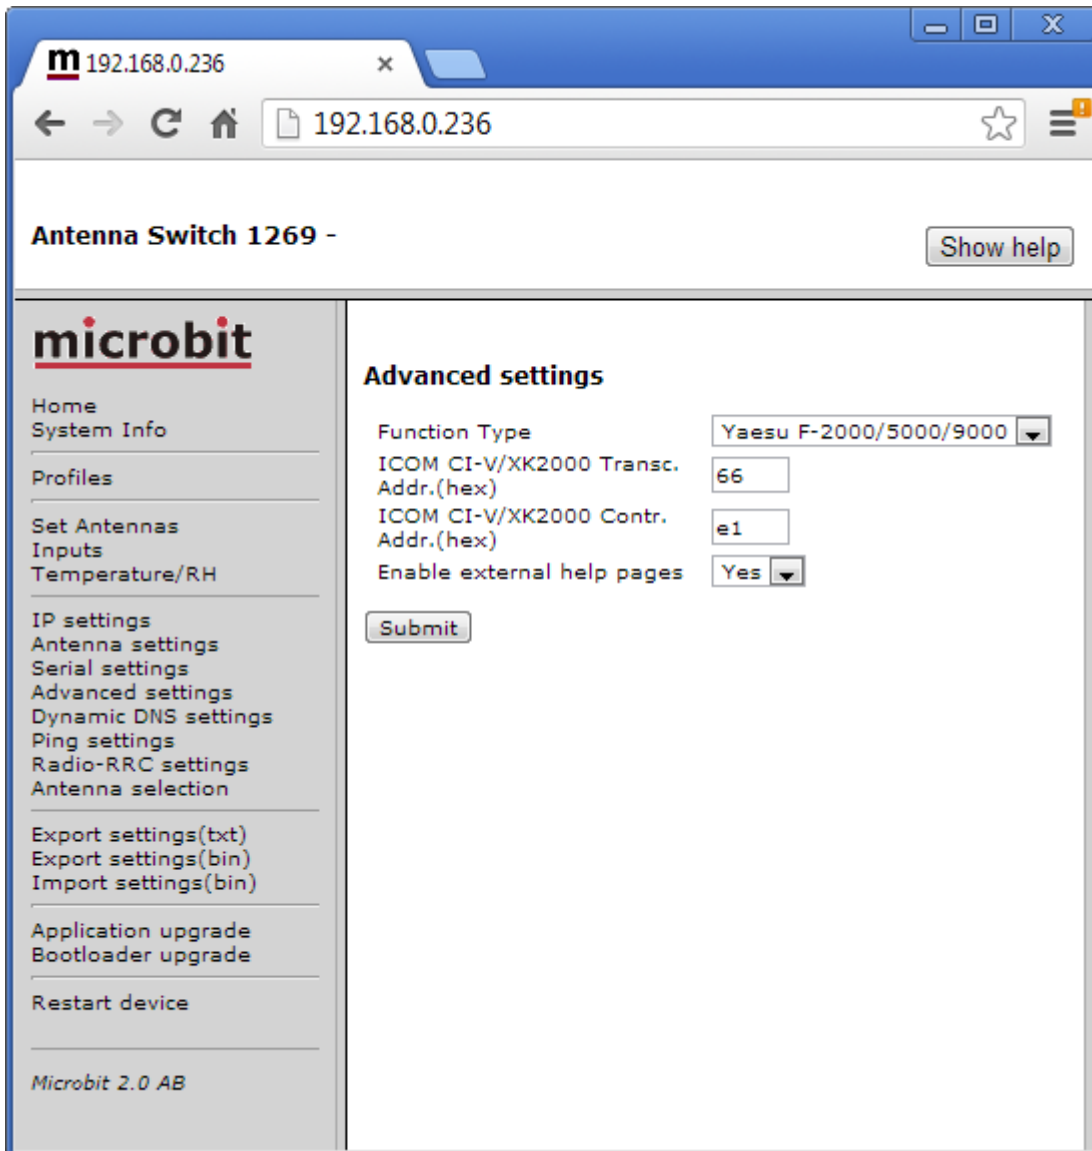 m 192.168.0.236
192.168.0.236
Antenna Switch 1269 -
Show help
microbit
Home
System Info
Profiles
Set Antennas
Inputs
Temperature/RH
IP settings
Antenna settings
Serial settings
Advanced settings
Dynamic DNS settings
Ping settings
Radio-RRC settings
Antenna selection
Export settings(txt)
Export settings(bin)
Import settings(bin)
Application upgrade
Bootloader upgrade
Restart device
Microbit 2.0 AB
Advanced settings
Function Type Yaesu F-2000/5000/9000
ICOM CI-V/XK2000 Transc.
Addr.(hex) 66
ICOM CI-V/XK2000 Contr.
Addr.(hex) e1
Enable external help pages Yes
Submit